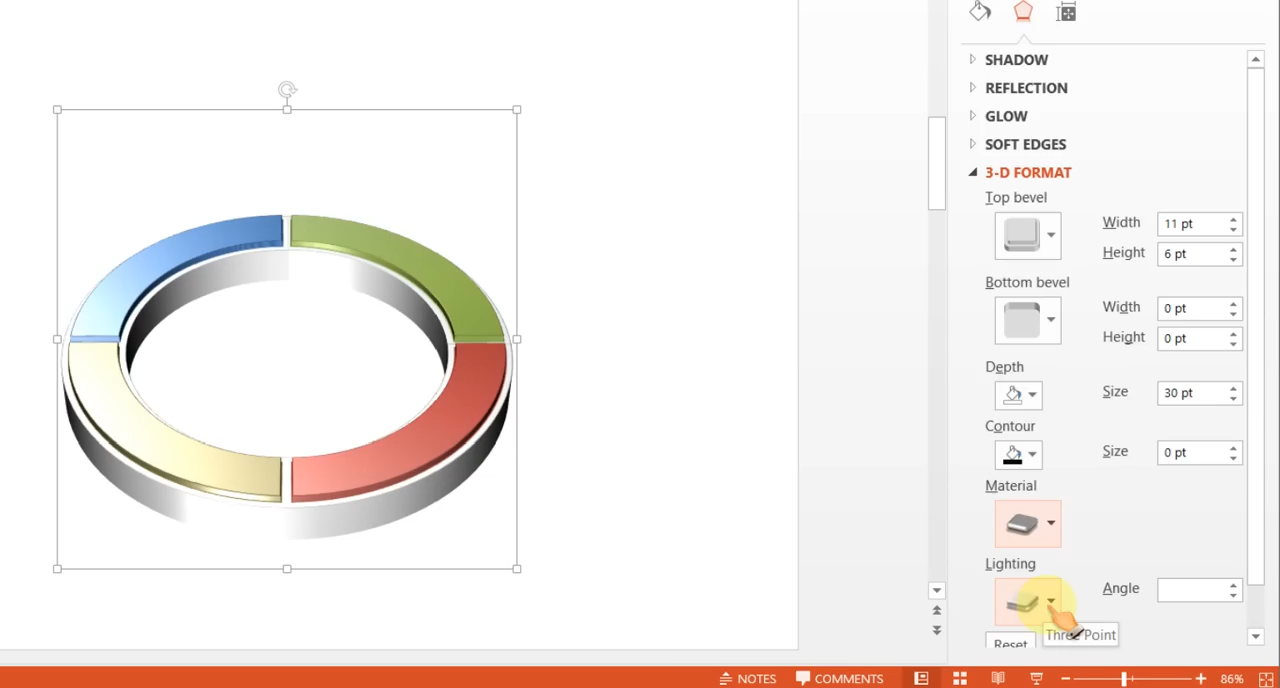 SHADOW
REFLECTION
GLOW
SOFT EDGES
3-D FORMAT
Top bevel
Width 11 pt
Height 6 pt
Bottom bevel
Width 0 pt
Height 0 pt
Depth
Size 30 pt
Contour
Size 0 pt
Material
Lighting
Angle
Three Point
Reset
NOTES COMMENTS 86%